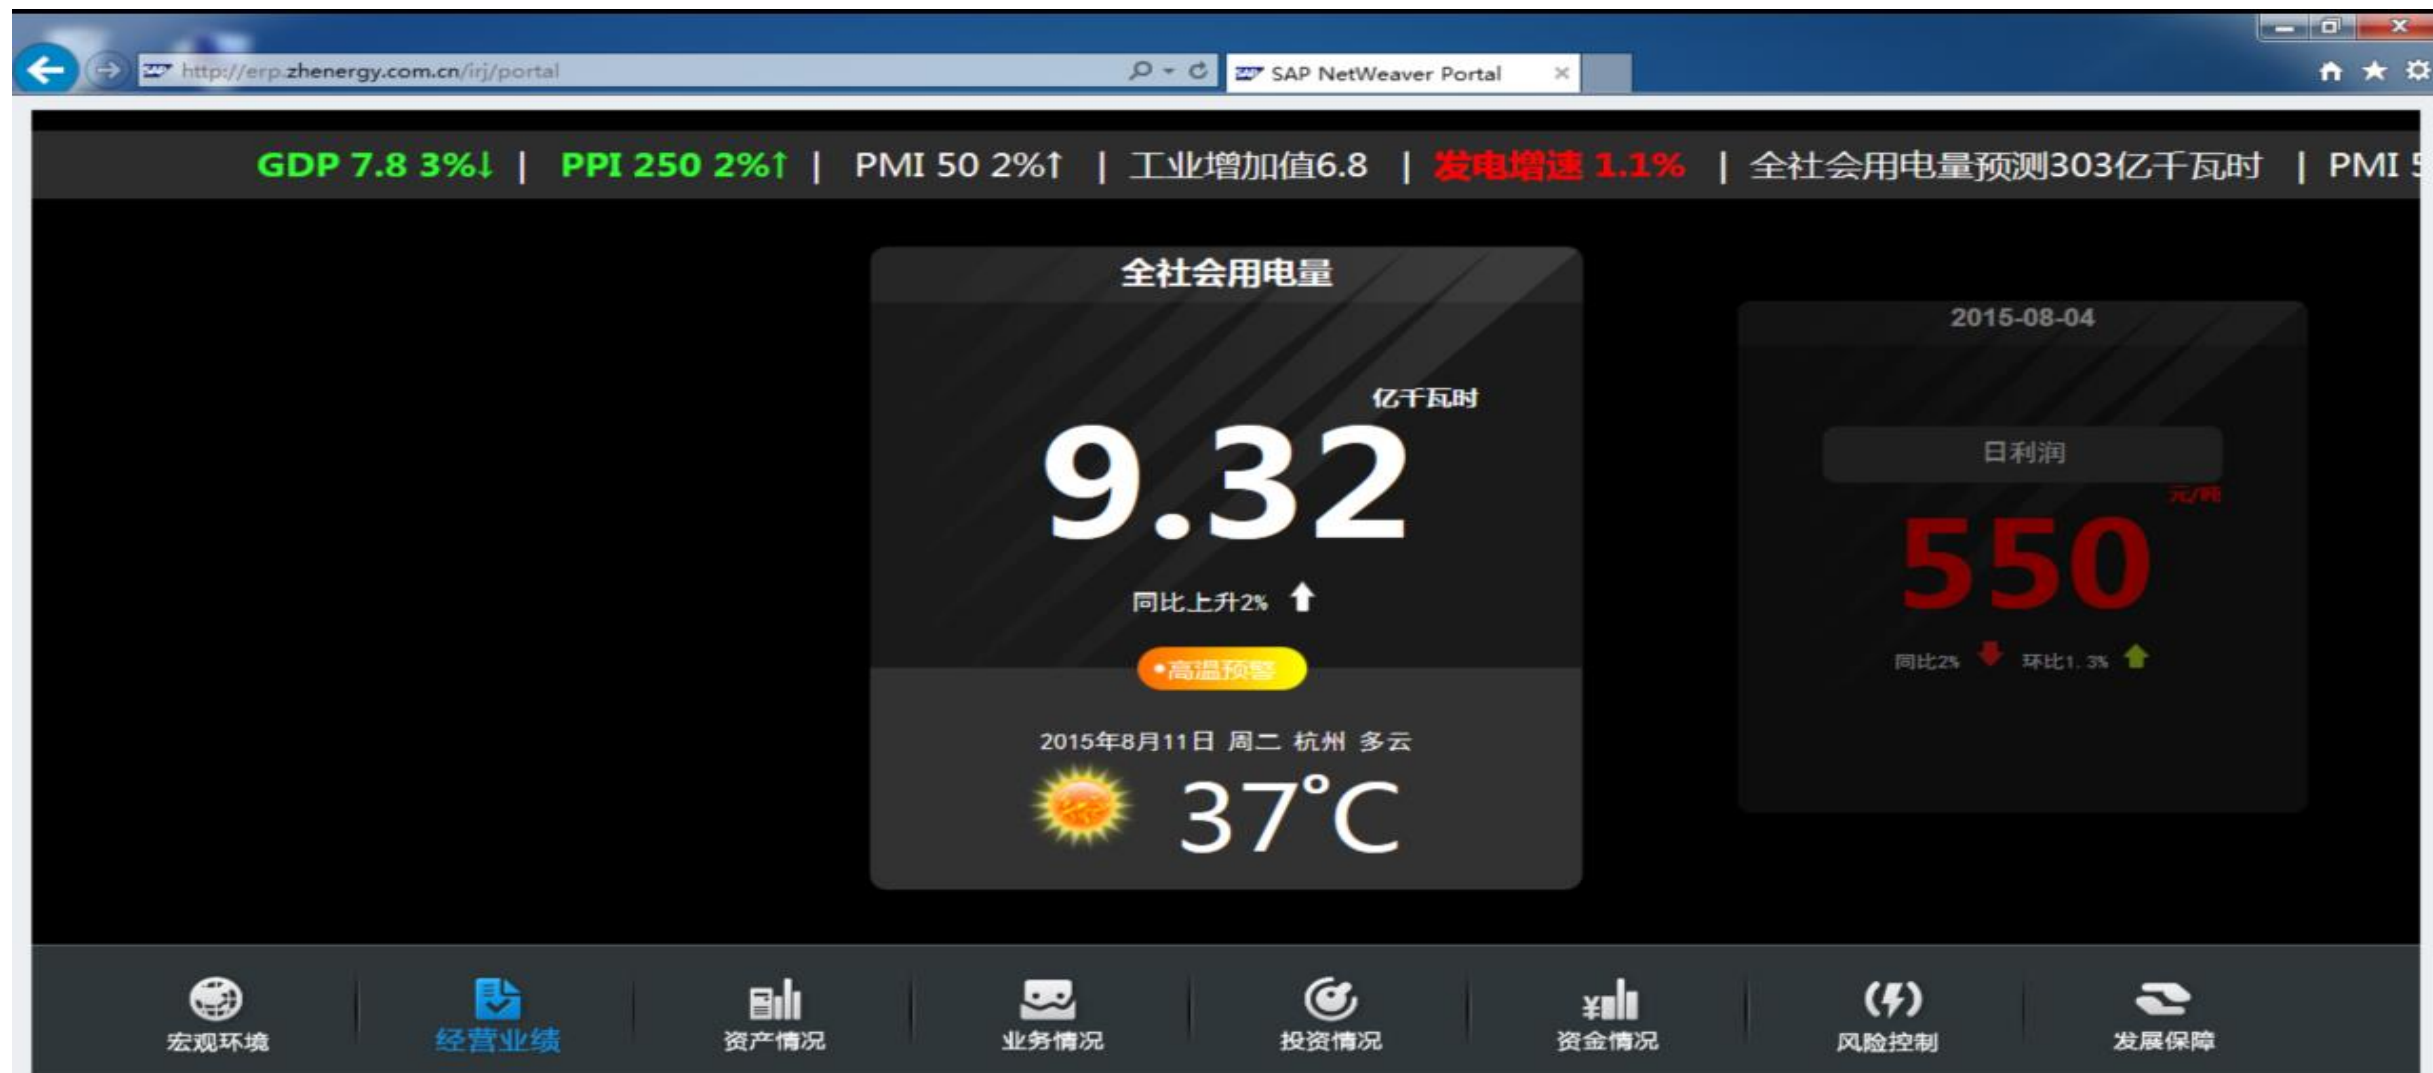 http://erp.zhenergy.com.cn/irj/portal
SAP NetWeaver Portal
GDP 7.8 3%↓ | PPI 250 2%↑ | PMI 50 2%↑ | 工业增加值6.8 | 发电增速 1.1% | 全社会用电量预测303亿千瓦时 | PMI 5
全社会用电量
亿千瓦时
9.32
同比上升2%
•高温预警
2015年8月11日 周二 杭州 多云
37°C
2015-08-04
日利润
元/吨
550
同比2% 环比1.3%
宏观环境
经营业绩
资产情况
业务情况
投资情况
资金情况
风险控制
发展保障